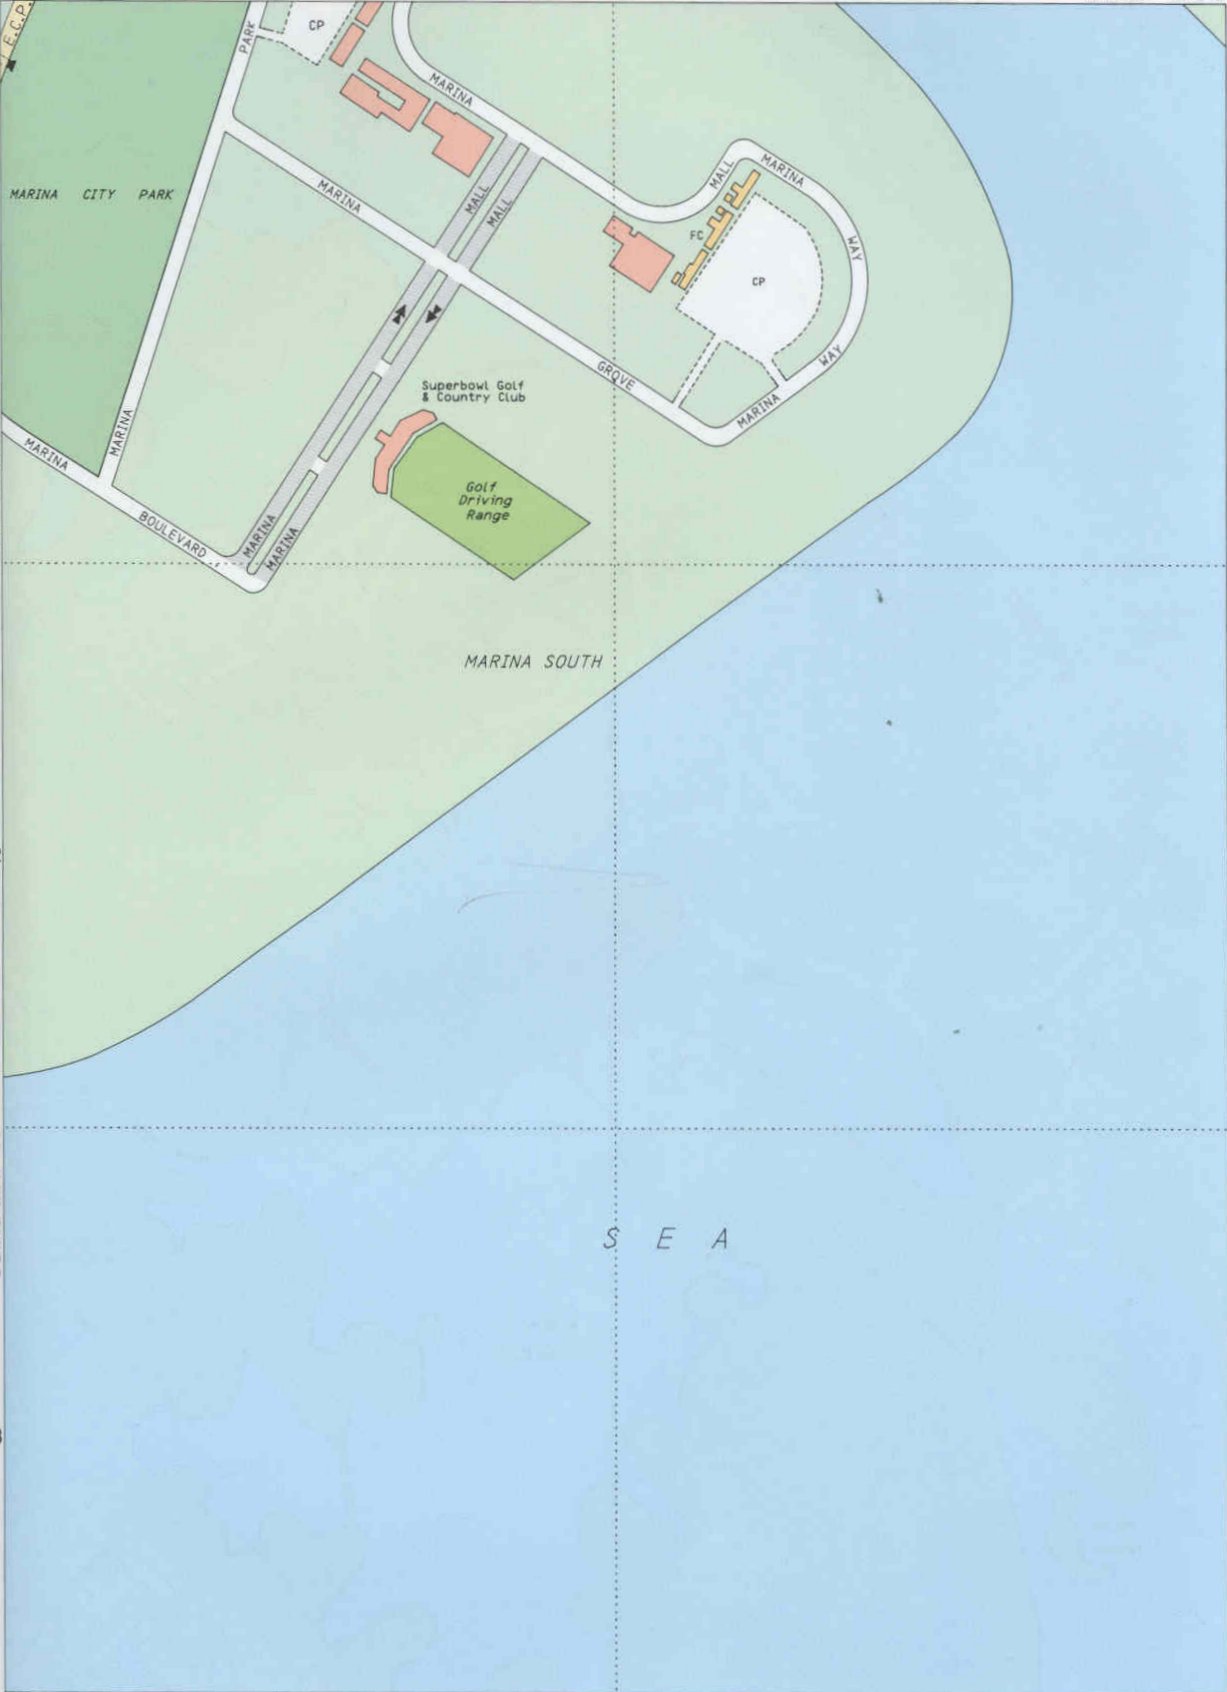 E.C.P.
PARK
CP
MARINA
MARINA CITY PARK
MARINA
MALL
MALL
MALL
MARINA
WAY
FC
CP
WAY
GROVE
MARINA
Superbowl Golf
& Country Club
MARINA
MARINA
BOULEVARD
MARINA
MARINA
Golf
Driving
Range
MARINA SOUTH
SEA